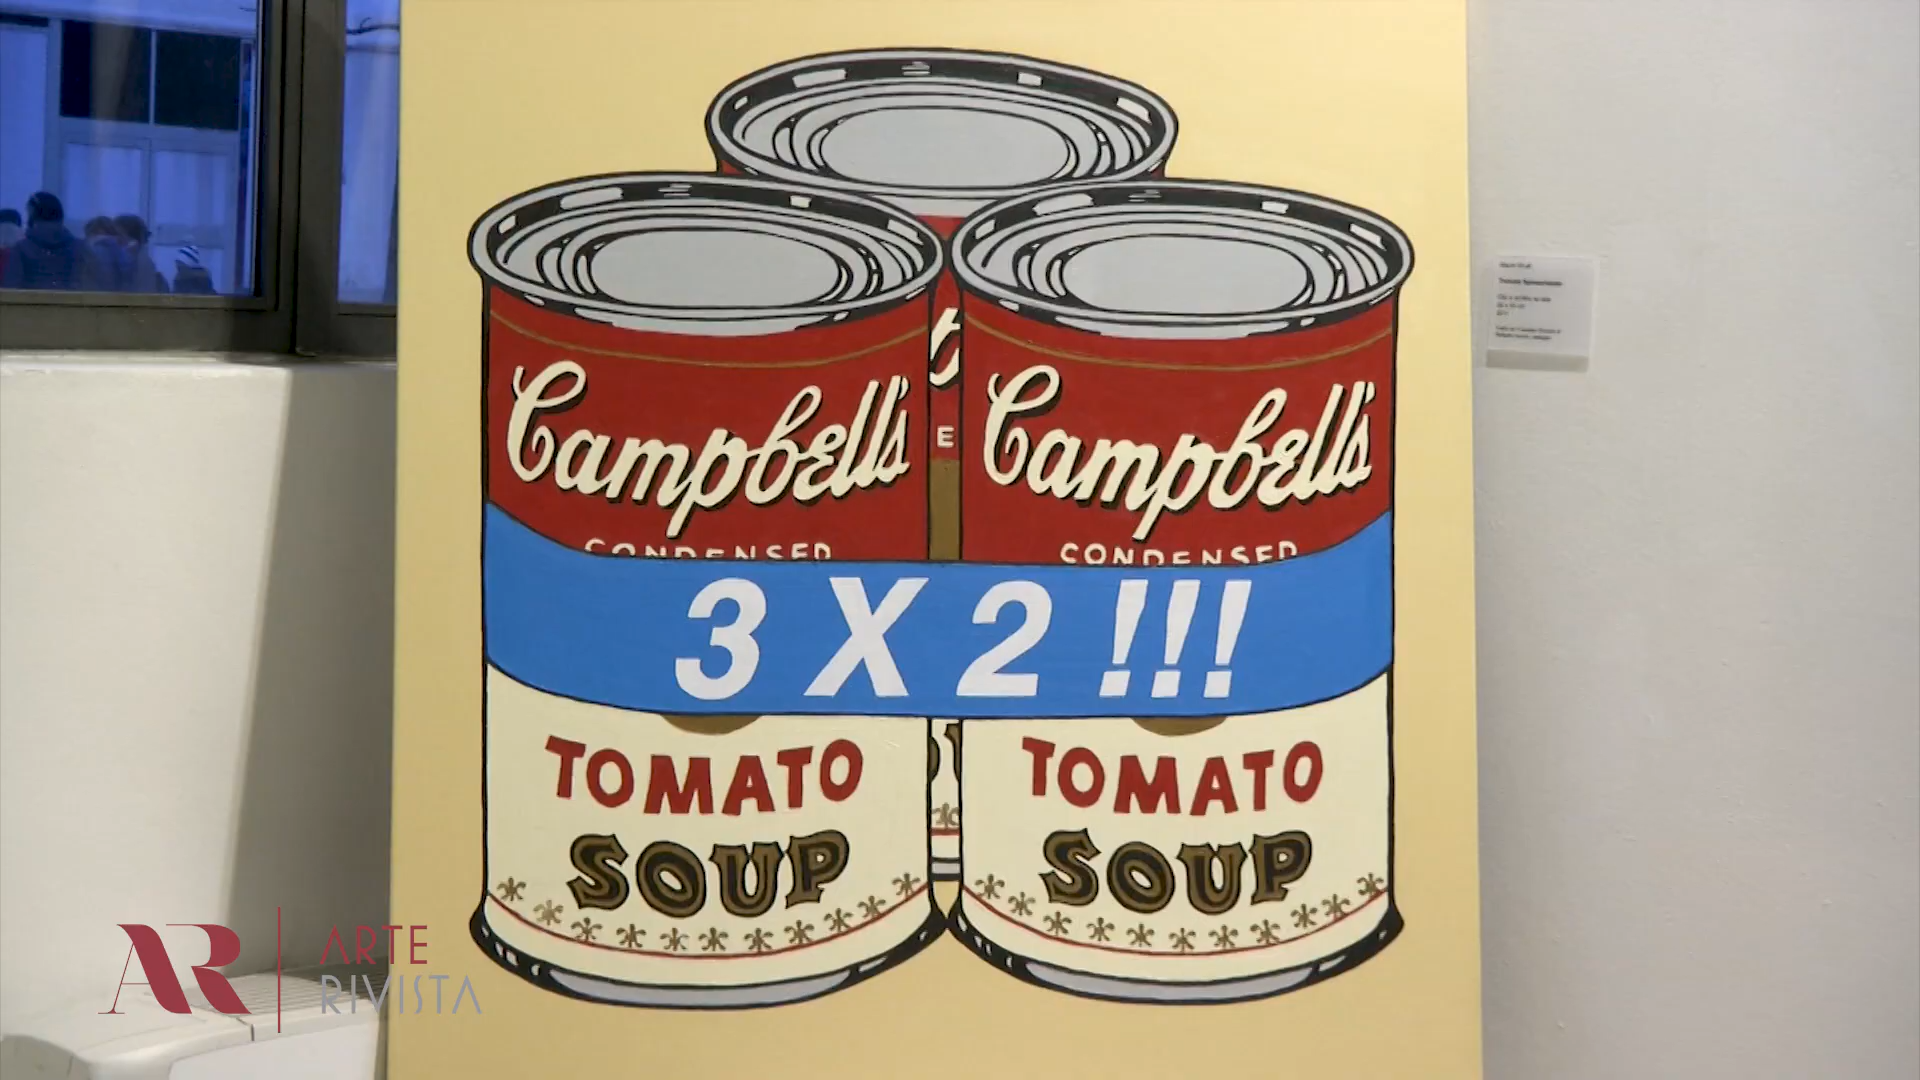 Campbell's
CONDENSED
Campbell's
CONDENSED
E
3 X 2 !!!
TOMATO
SOUP
TOMATO
SOUP
AR
ARTE
RIVISTA